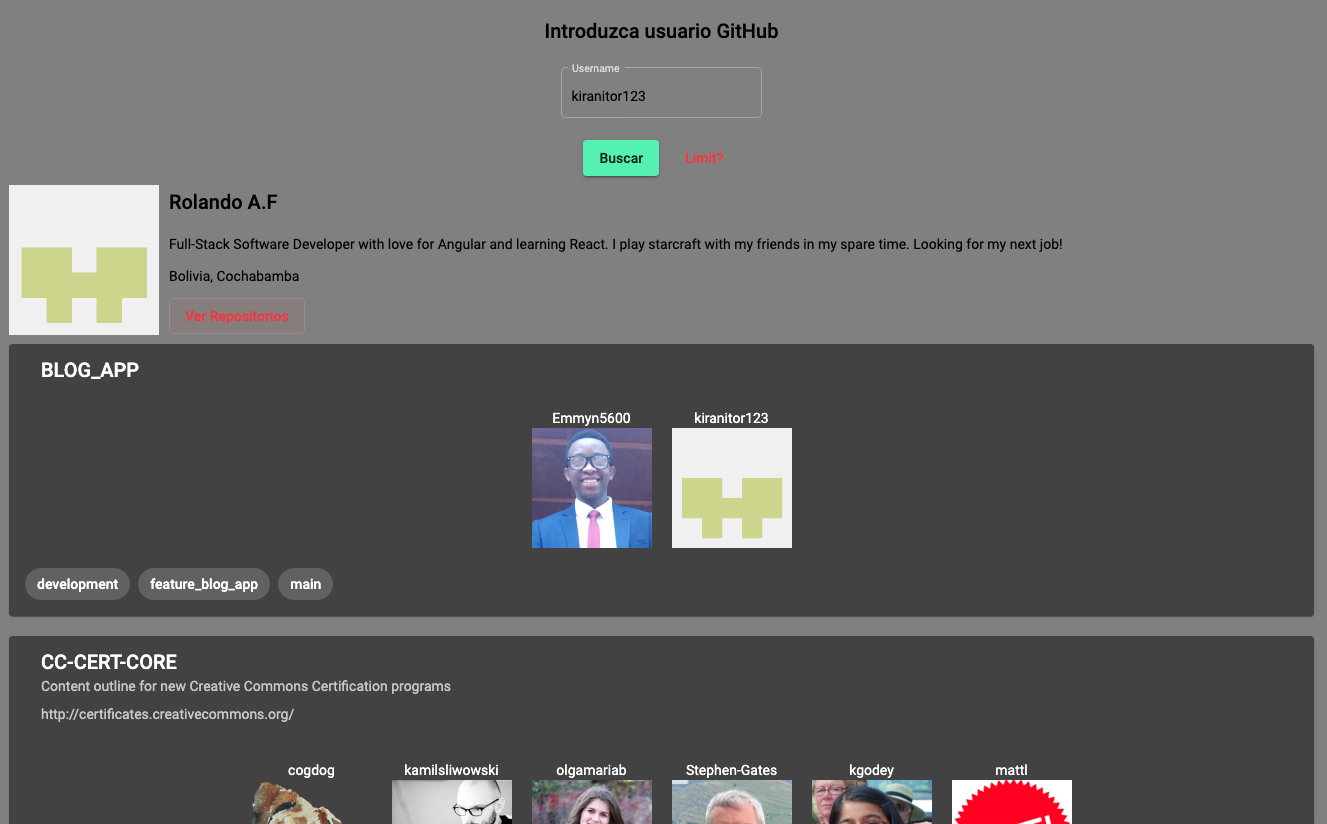 Introduzca usuario GitHub
Username
kiranitor123
Buscar
Limit?
Rolando A.F
Full-Stack Software Developer with love for Angular and learning React. I play starcraft with my friends in my spare time. Looking for my next job!
Bolivia, Cochabamba
Ver Repositorios
BLOG_APP
Emmyn5600
kiranitor123
development
feature_blog_app
main
CC-CERT-CORE
Content outline for new Creative Commons Certification programs
http://certificates.creativecommons.org/
cogdog
kamilsliwowski
olgamariab
Stephen-Gates
kgodey
mattl